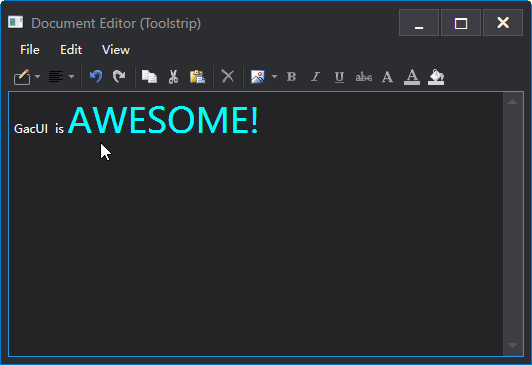 Document Editor (Toolstrip)
File Edit View
B I U abc A A
GacUI is AWESOME!